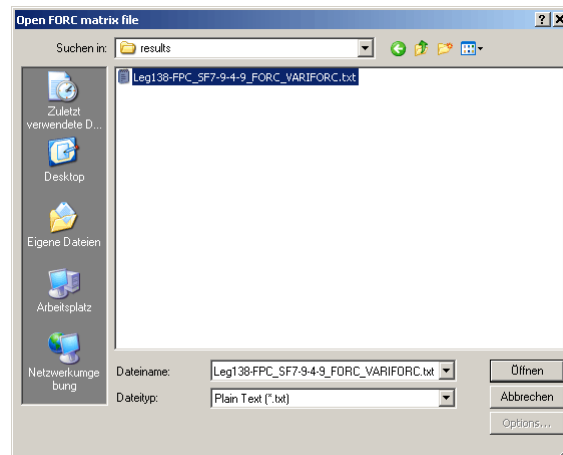 Open FORC matrix file
Suchen in:
results
Leg138-FPC_SF7-9-4-9_FORC_VARIFORC.txt
Zuletzt
verwendete D...
Desktop
Eigene Dateien
Arbeitsplatz
Netzwerkumge
bung
Dateiname:
Leg138-FPC_SF7-9-4-9_FORC_VARIFORC.txt
Öffnen
Dateityp:
Plain Text (*.txt)
Abbrechen
Options...